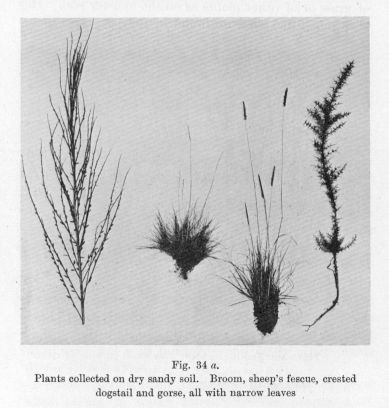 Fig. 34 a.
Plants collected on dry sandy soil. Broom, sheep's fescue, crested
dogstail and gorse, all with narrow leaves